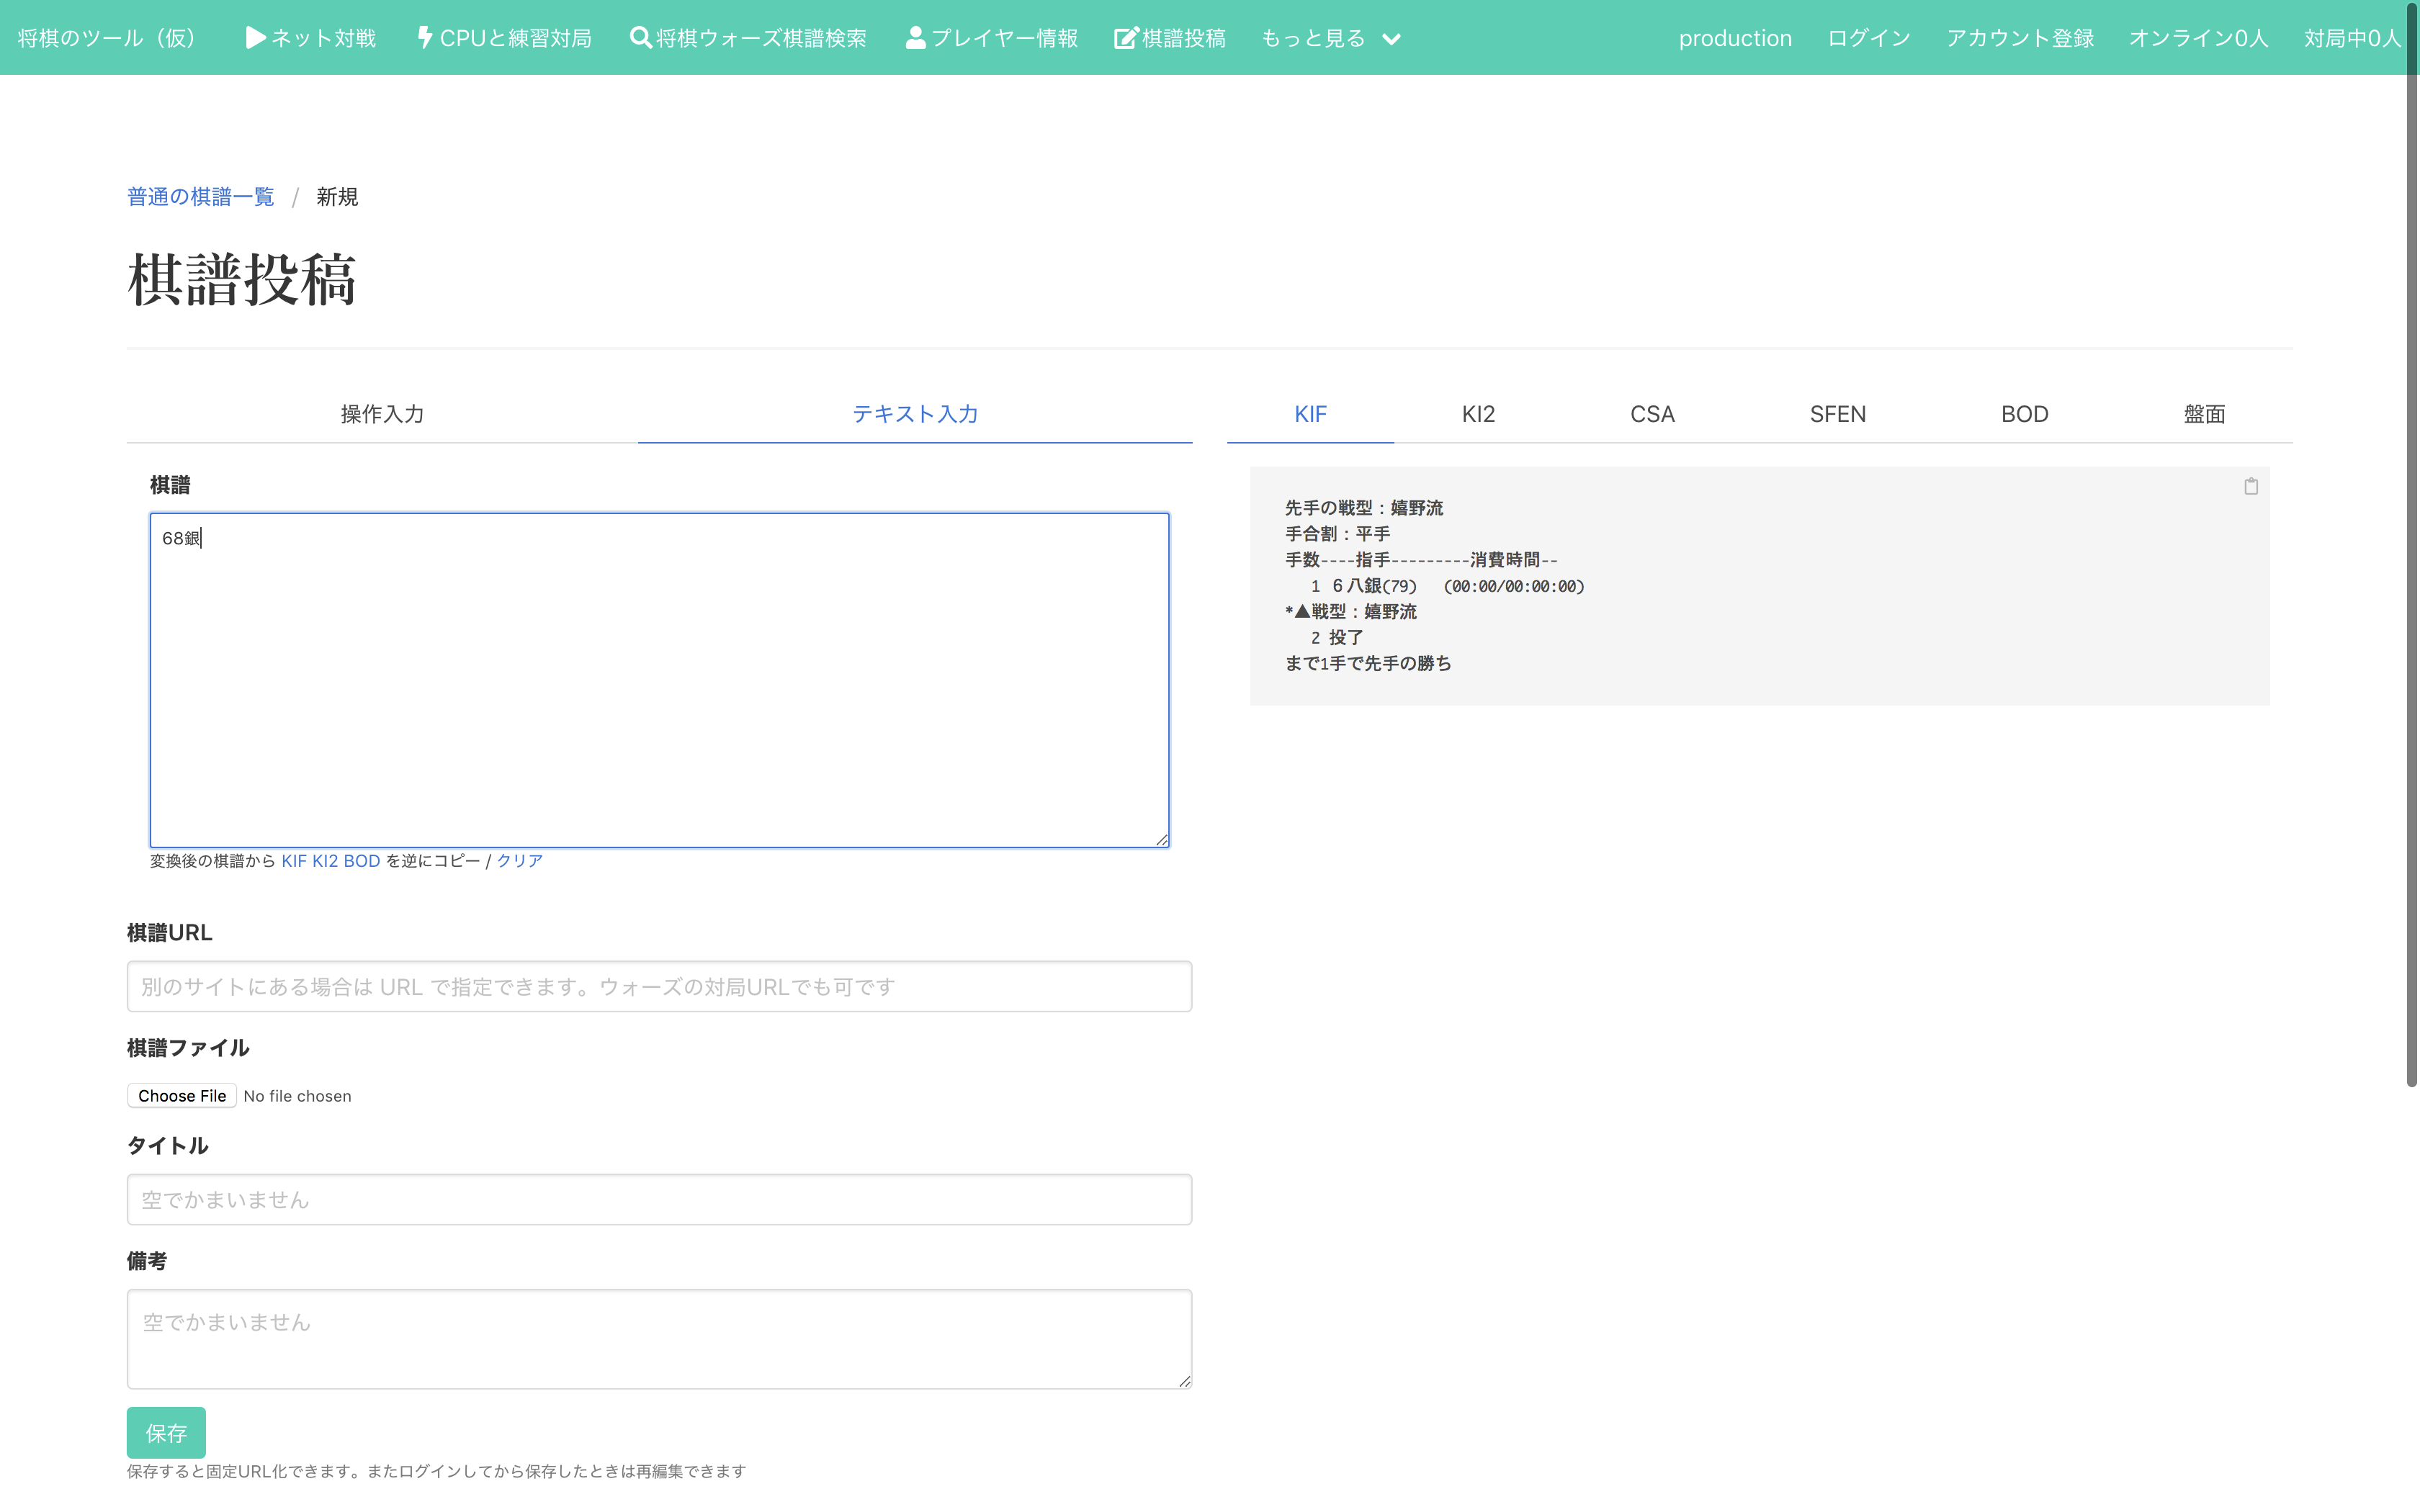 将棋のツール（仮） ネット対戦 CPUと練習対局 将棋ウォーズ棋譜検索 プレイヤー情報 棋譜投稿 もっと見る production ログイン アカウント登録 オンライン0人 対局中0人
普通の棋譜一覧 / 新規
棋譜投稿
操作入力 テキスト入力
棋譜
68銀
変換後の棋譜から KIF KI2 BOD を逆にコピー / クリア
棋譜URL
別のサイトにある場合は URL で指定できます。ウォーズの対局URLでも可です
棋譜ファイル
Choose File No file chosen
タイトル
空でかまいません
備考
空でかまいません
保存
保存すると固定URL化できます。またログインしてから保存したときは再編集できます
KIF KI2 CSA SFEN BOD 盤面
先手の戦型：嬉野流
手合割：平手
手数----指手---------消費時間--
1 ６八銀(79) (00:00/00:00:00)
*▲戦型：嬉野流
2 投了
まで1手で先手の勝ち